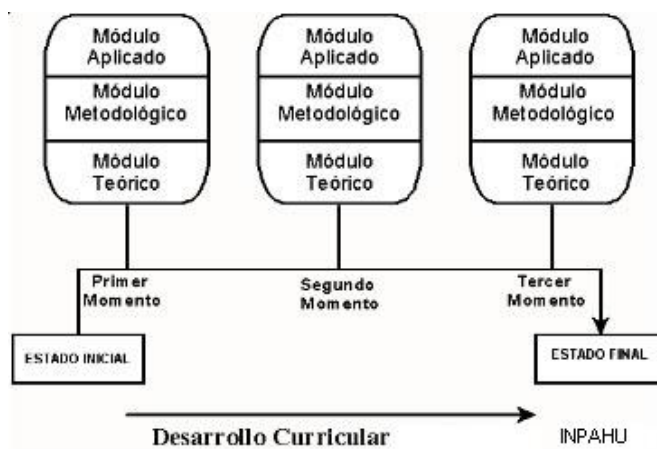 Módulo
Aplicado
Módulo
Metodológico
Módulo
Teórico
Módulo
Aplicado
Módulo
Metodológico
Módulo
Teórico
Módulo
Aplicado
Módulo
Metodológico
Módulo
Teórico
Primer
Momento
Segundo
Momento
Tercer
Momento
ESTADO INICIAL
ESTADO FINAL
Desarrollo Curricular
INPAHU